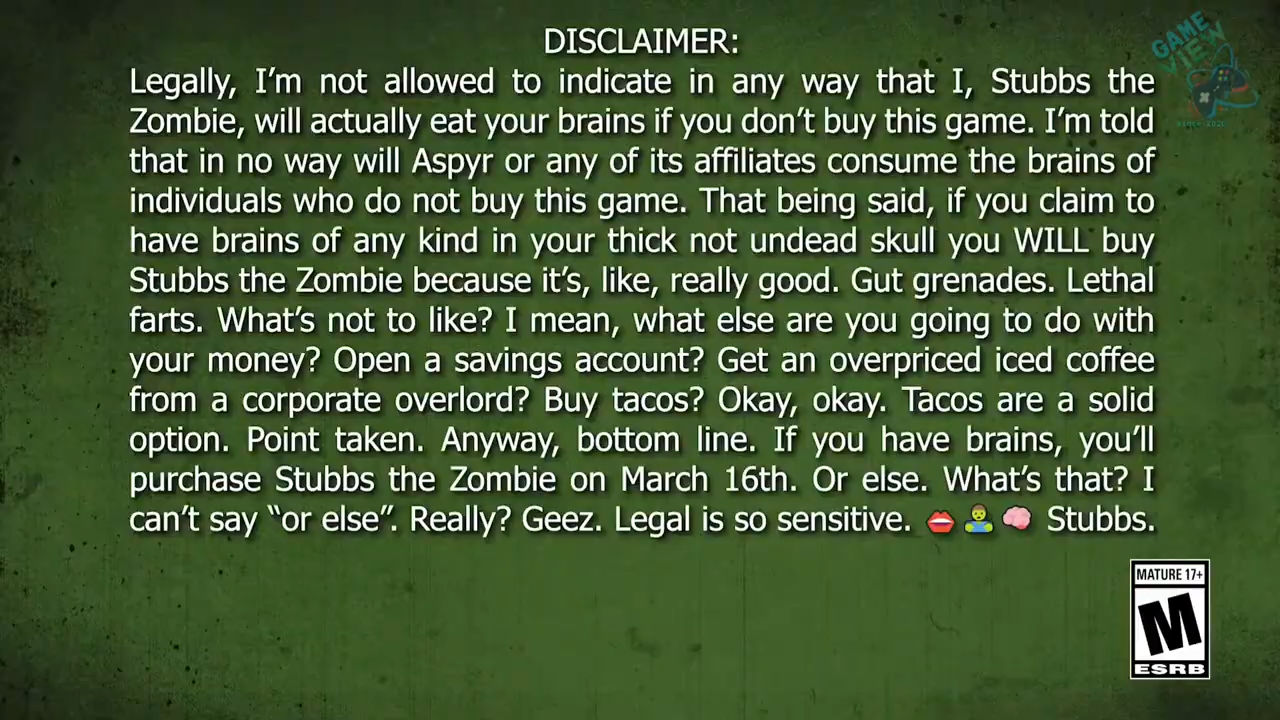 DISCLAIMER:
Legally, I’m not allowed to indicate in any way that I, Stubbs the
Zombie, will actually eat your brains if you don’t buy this game. I’m told
that in no way will Aspyr or any of its affiliates consume the brains of
individuals who do not buy this game. That being said, if you claim to
have brains of any kind in your thick not undead skull you WILL buy
Stubbs the Zombie because it’s, like, really good. Gut grenades. Lethal
farts. What’s not to like? I mean, what else are you going to do with
your money? Open a savings account? Get an overpriced iced coffee
from a corporate overlord? Buy tacos? Okay, okay. Tacos are a solid
option. Point taken. Anyway, bottom line. If you have brains, you’ll
purchase Stubbs the Zombie on March 16th. Or else. What’s that? I
can’t say “or else”. Really? Geez. Legal is so sensitive. 👄🧟‍♂️🧠 Stubbs.
GAME
VIEW
since 2020
MATURE 17+
M
ESRB